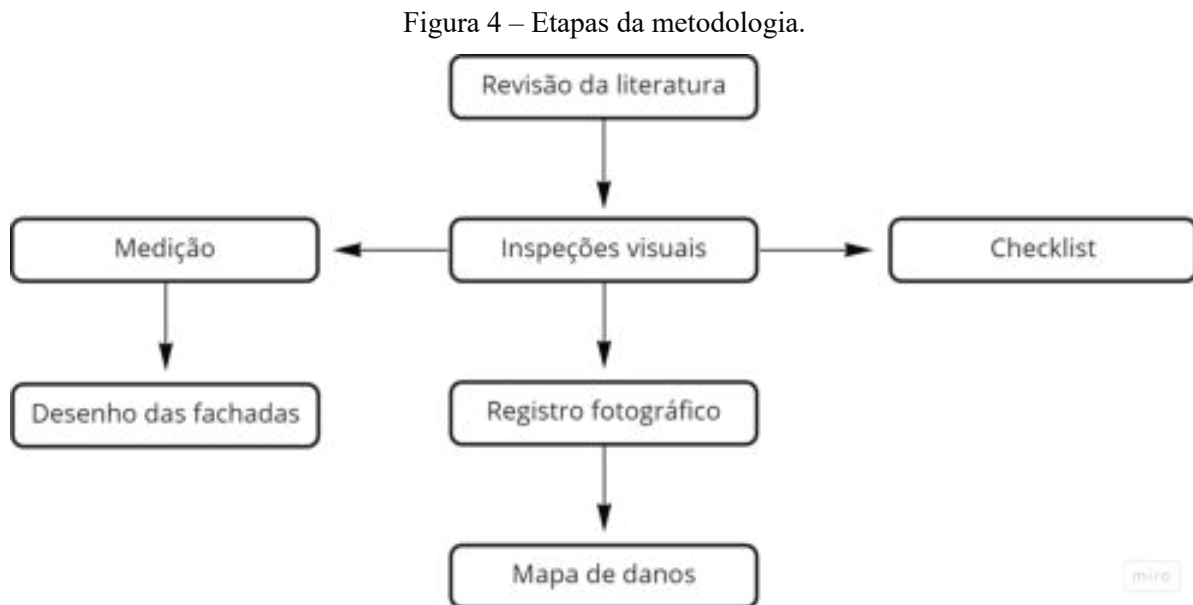 Figura 4 – Etapas da metodologia.
Revisão da literatura
Medição
Inspeções visuais
Checklist
Desenho das fachadas
Registro fotográfico
Mapa de danos
miro